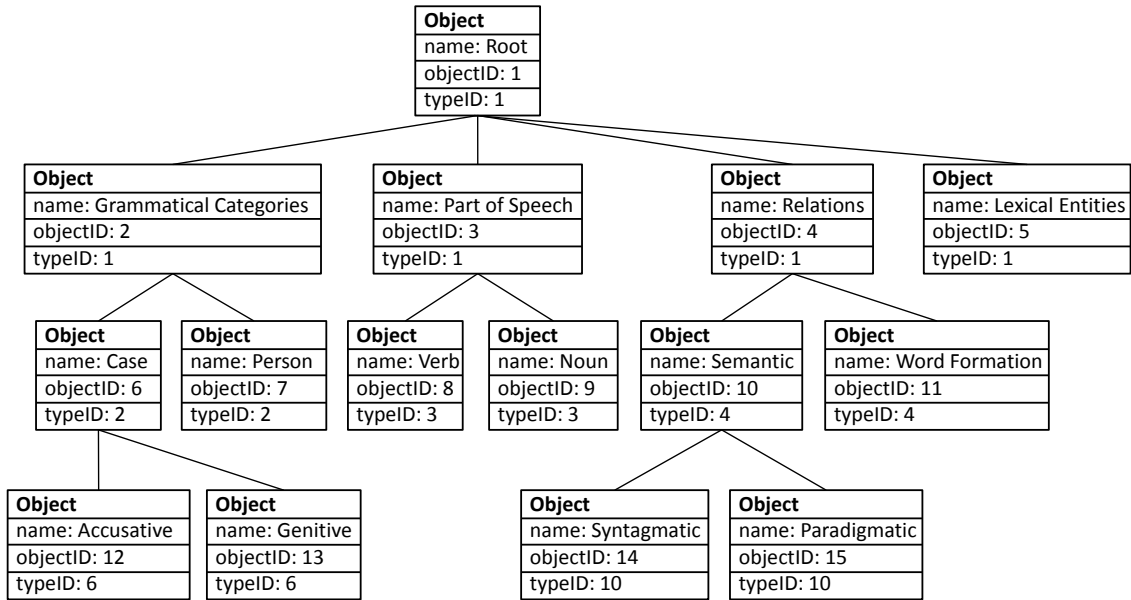 Object
name: Root
objectID: 1
typeID: 1
Object
name: Grammatical Categories
objectID: 2
typeID: 1
Object
name: Part of Speech
objectID: 3
typeID: 1
Object
name: Relations
objectID: 4
typeID: 1
Object
name: Lexical Entities
objectID: 5
typeID: 1
Object
name: Case
objectID: 6
typeID: 2
Object
name: Person
objectID: 7
typeID: 2
Object
name: Verb
objectID: 8
typeID: 3
Object
name: Noun
objectID: 9
typeID: 3
Object
name: Semantic
objectID: 10
typeID: 4
Object
name: Word Formation
objectID: 11
typeID: 4
Object
name: Accusative
objectID: 12
typeID: 6
Object
name: Genitive
objectID: 13
typeID: 6
Object
name: Syntagmatic
objectID: 14
typeID: 10
Object
name: Paradigmatic
objectID: 15
typeID: 10